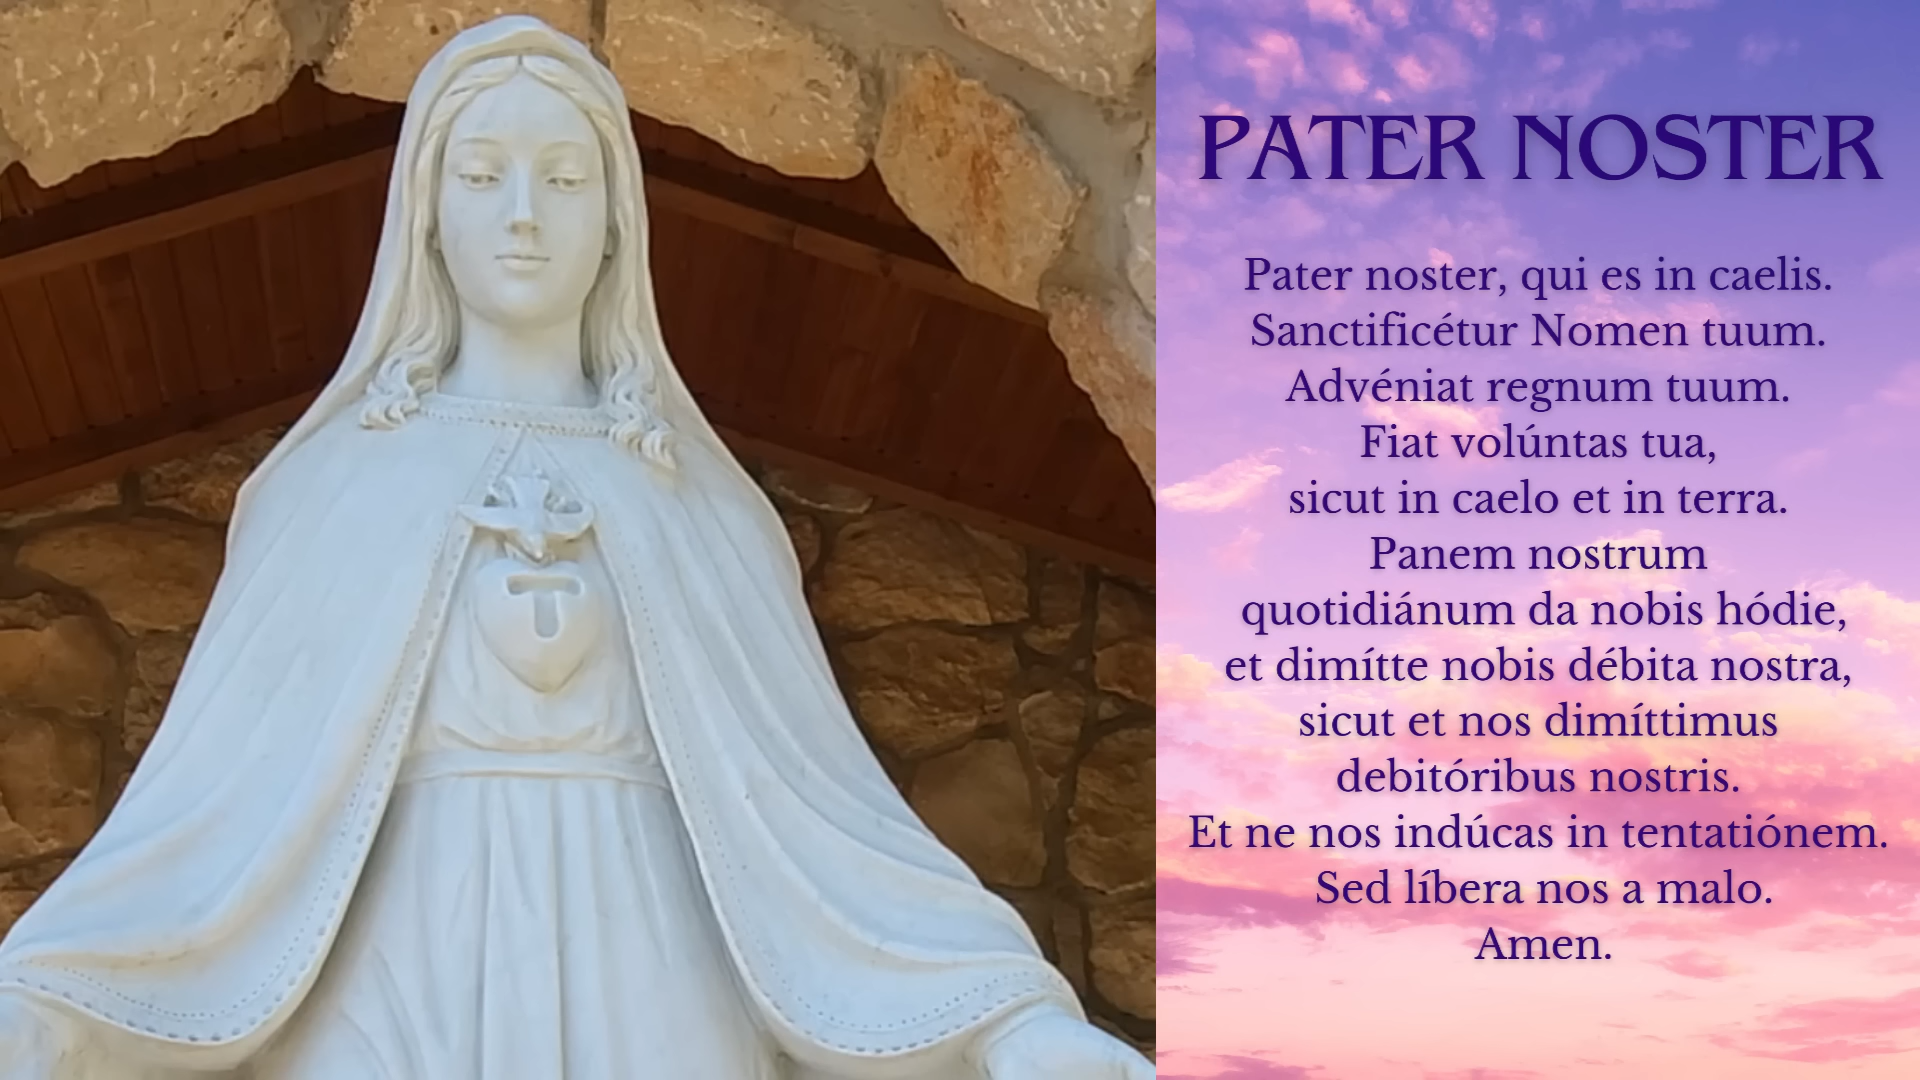 PATER NOSTER
Pater noster, qui es in caelis.
Sanctificétur Nomen tuum.
Advéniat regnum tuum.
Fiat volúntas tua,
sicut in caelo et in terra.
Panem nostrum
quotidiánum da nobis hódie,
et dimítte nobis débita nostra,
sicut et nos dimíttimus
debitóribus nostris.
Et ne nos indúcas in tentatiónem.
Sed líbera nos a malo.
Amen.